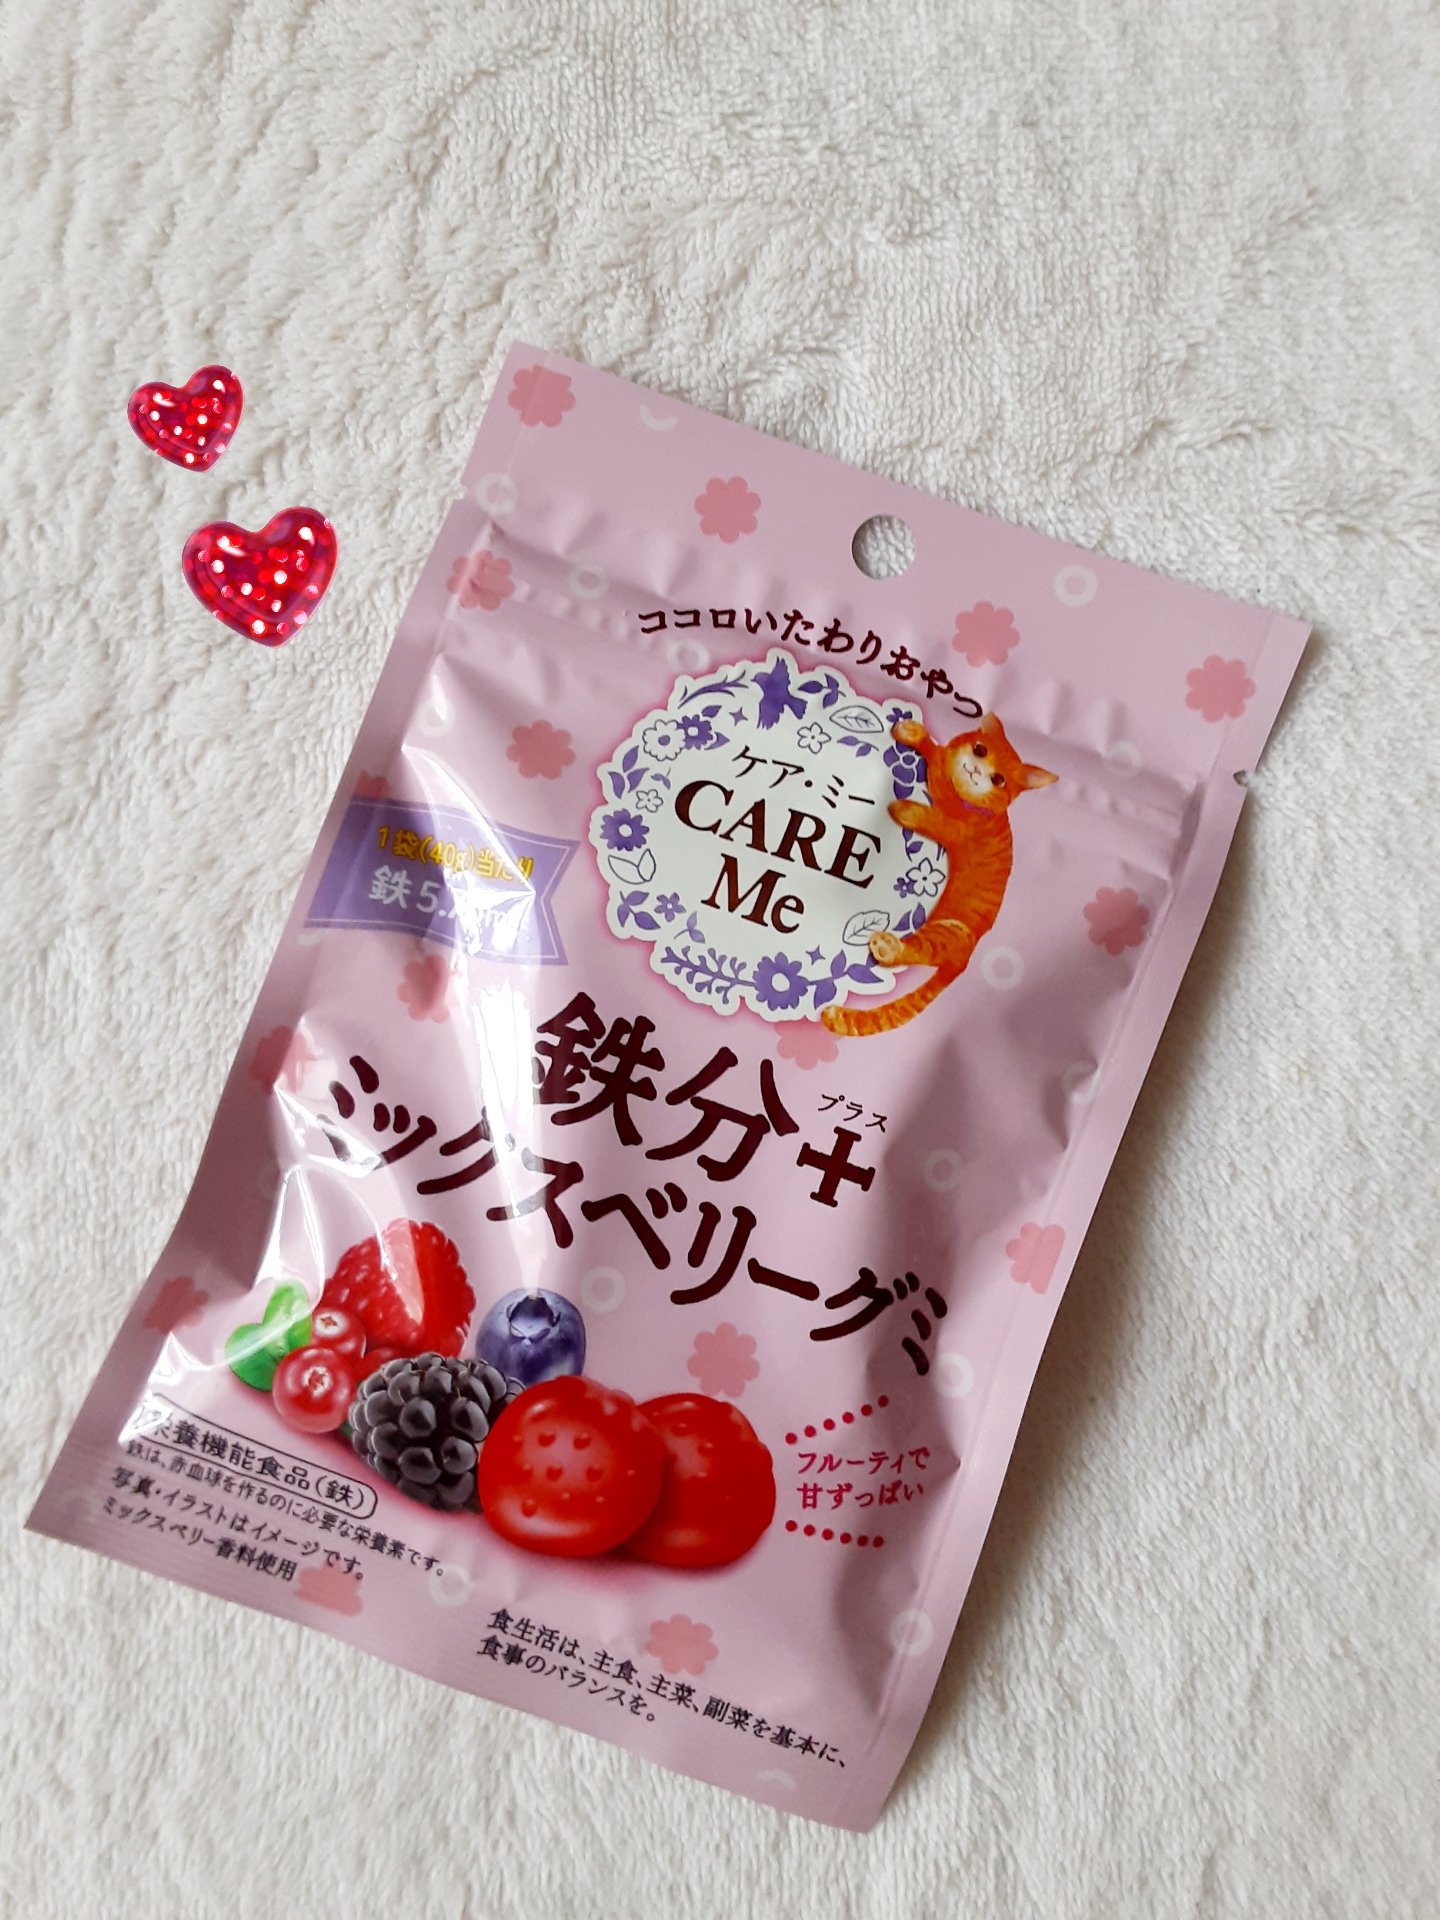 ココロいたわりおやつ
ケア・ミー
CARE
Me
1袋(40g)当たり
鉄5.
鉄分+
プラス
ミックスベリーグミ
フルーティで
甘ずっぱい
栄養機能食品(鉄)
鉄は、赤血球を作るのに必要な栄養素です。
写真・イラストはイメージです。
ミックスベリー香料使用
食生活は、主食、主菜、副菜を基本に、
食事のバランスを。